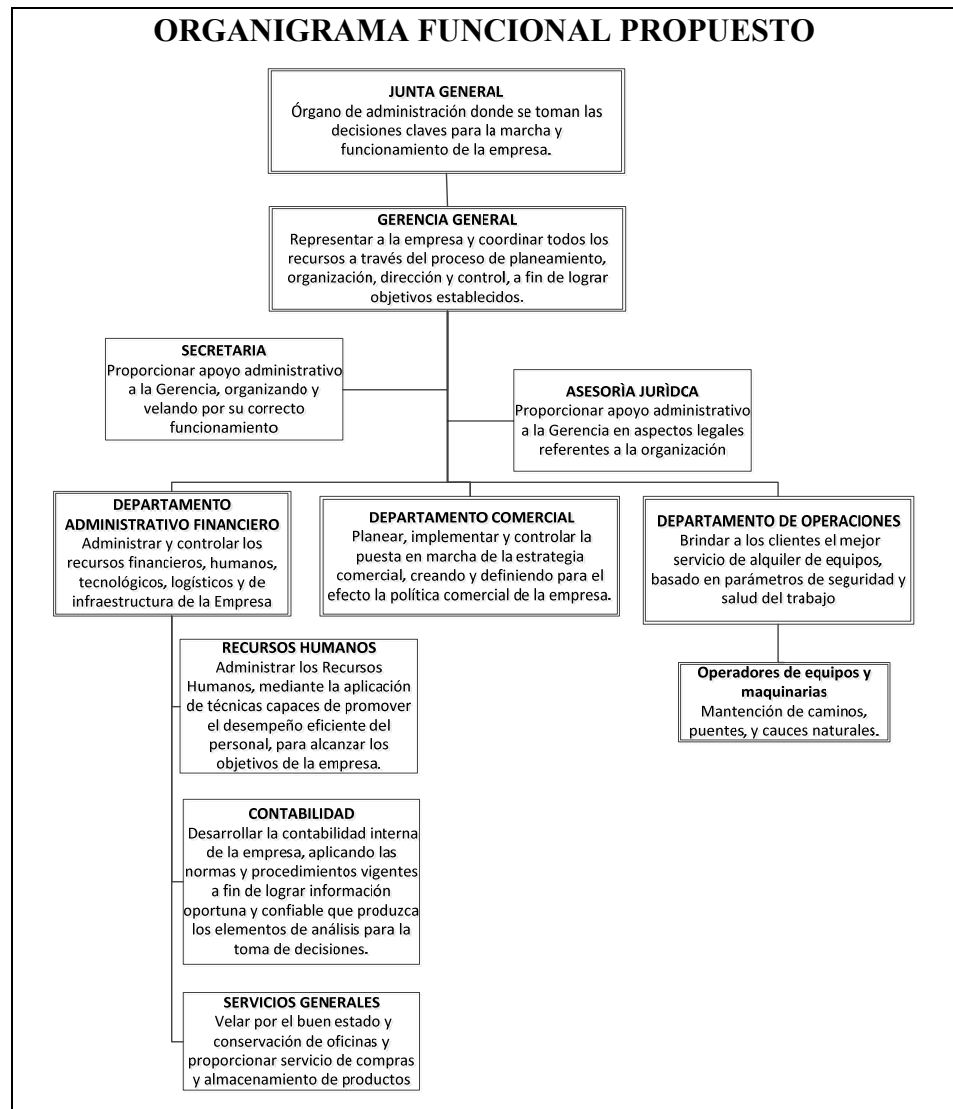 ORGANIGRAMA FUNCIONAL PROPUESTO
JUNTA GENERAL
Órgano de administración donde se toman las
decisiones claves para la marcha y
funcionamiento de la empresa.
GERENCIA GENERAL
Representar a la empresa y coordinar todos los
recursos a través del proceso de planeamiento,
organización, dirección y control, a fin de lograr
objetivos establecidos.
SECRETARIA
Proporcionar apoyo administrativo
a la Gerencia, organizando y
velando por su correcto
funcionamiento
ASESORÌA JURÌDCA
Proporcionar apoyo administrativo
a la Gerencia en aspectos legales
referentes a la organización
DEPARTAMENTO
ADMINISTRATIVO FINANCIERO
Administrar y controlar los
recursos financieros, humanos,
tecnológicos, logísticos y de
infraestructura de la Empresa
DEPARTAMENTO COMERCIAL
Planear, implementar y controlar la
puesta en marcha de la estrategia
comercial, creando y definiendo para el
efecto la política comercial de la empresa.
DEPARTAMENTO DE OPERACIONES
Brindar a los clientes el mejor
servicio de alquiler de equipos,
basado en parámetros de seguridad y
salud del trabajo
RECURSOS HUMANOS
Administrar los Recursos
Humanos, mediante la aplicación
de técnicas capaces de promover
el desempeño eficiente del
personal, para alcanzar los
objetivos de la empresa.
Operadores de equipos y
maquinarias
Mantención de caminos,
puentes, y cauces naturales.
CONTABILIDAD
Desarrollar la contabilidad interna
de la empresa, aplicando las
normas y procedimientos vigentes
a fin de lograr información
oportuna y confiable que produzca
los elementos de análisis para la
toma de decisiones.
SERVICIOS GENERALES
Velar por el buen estado y
conservación de oficinas y
proporcionar servicio de compras
y almacenamiento de productos